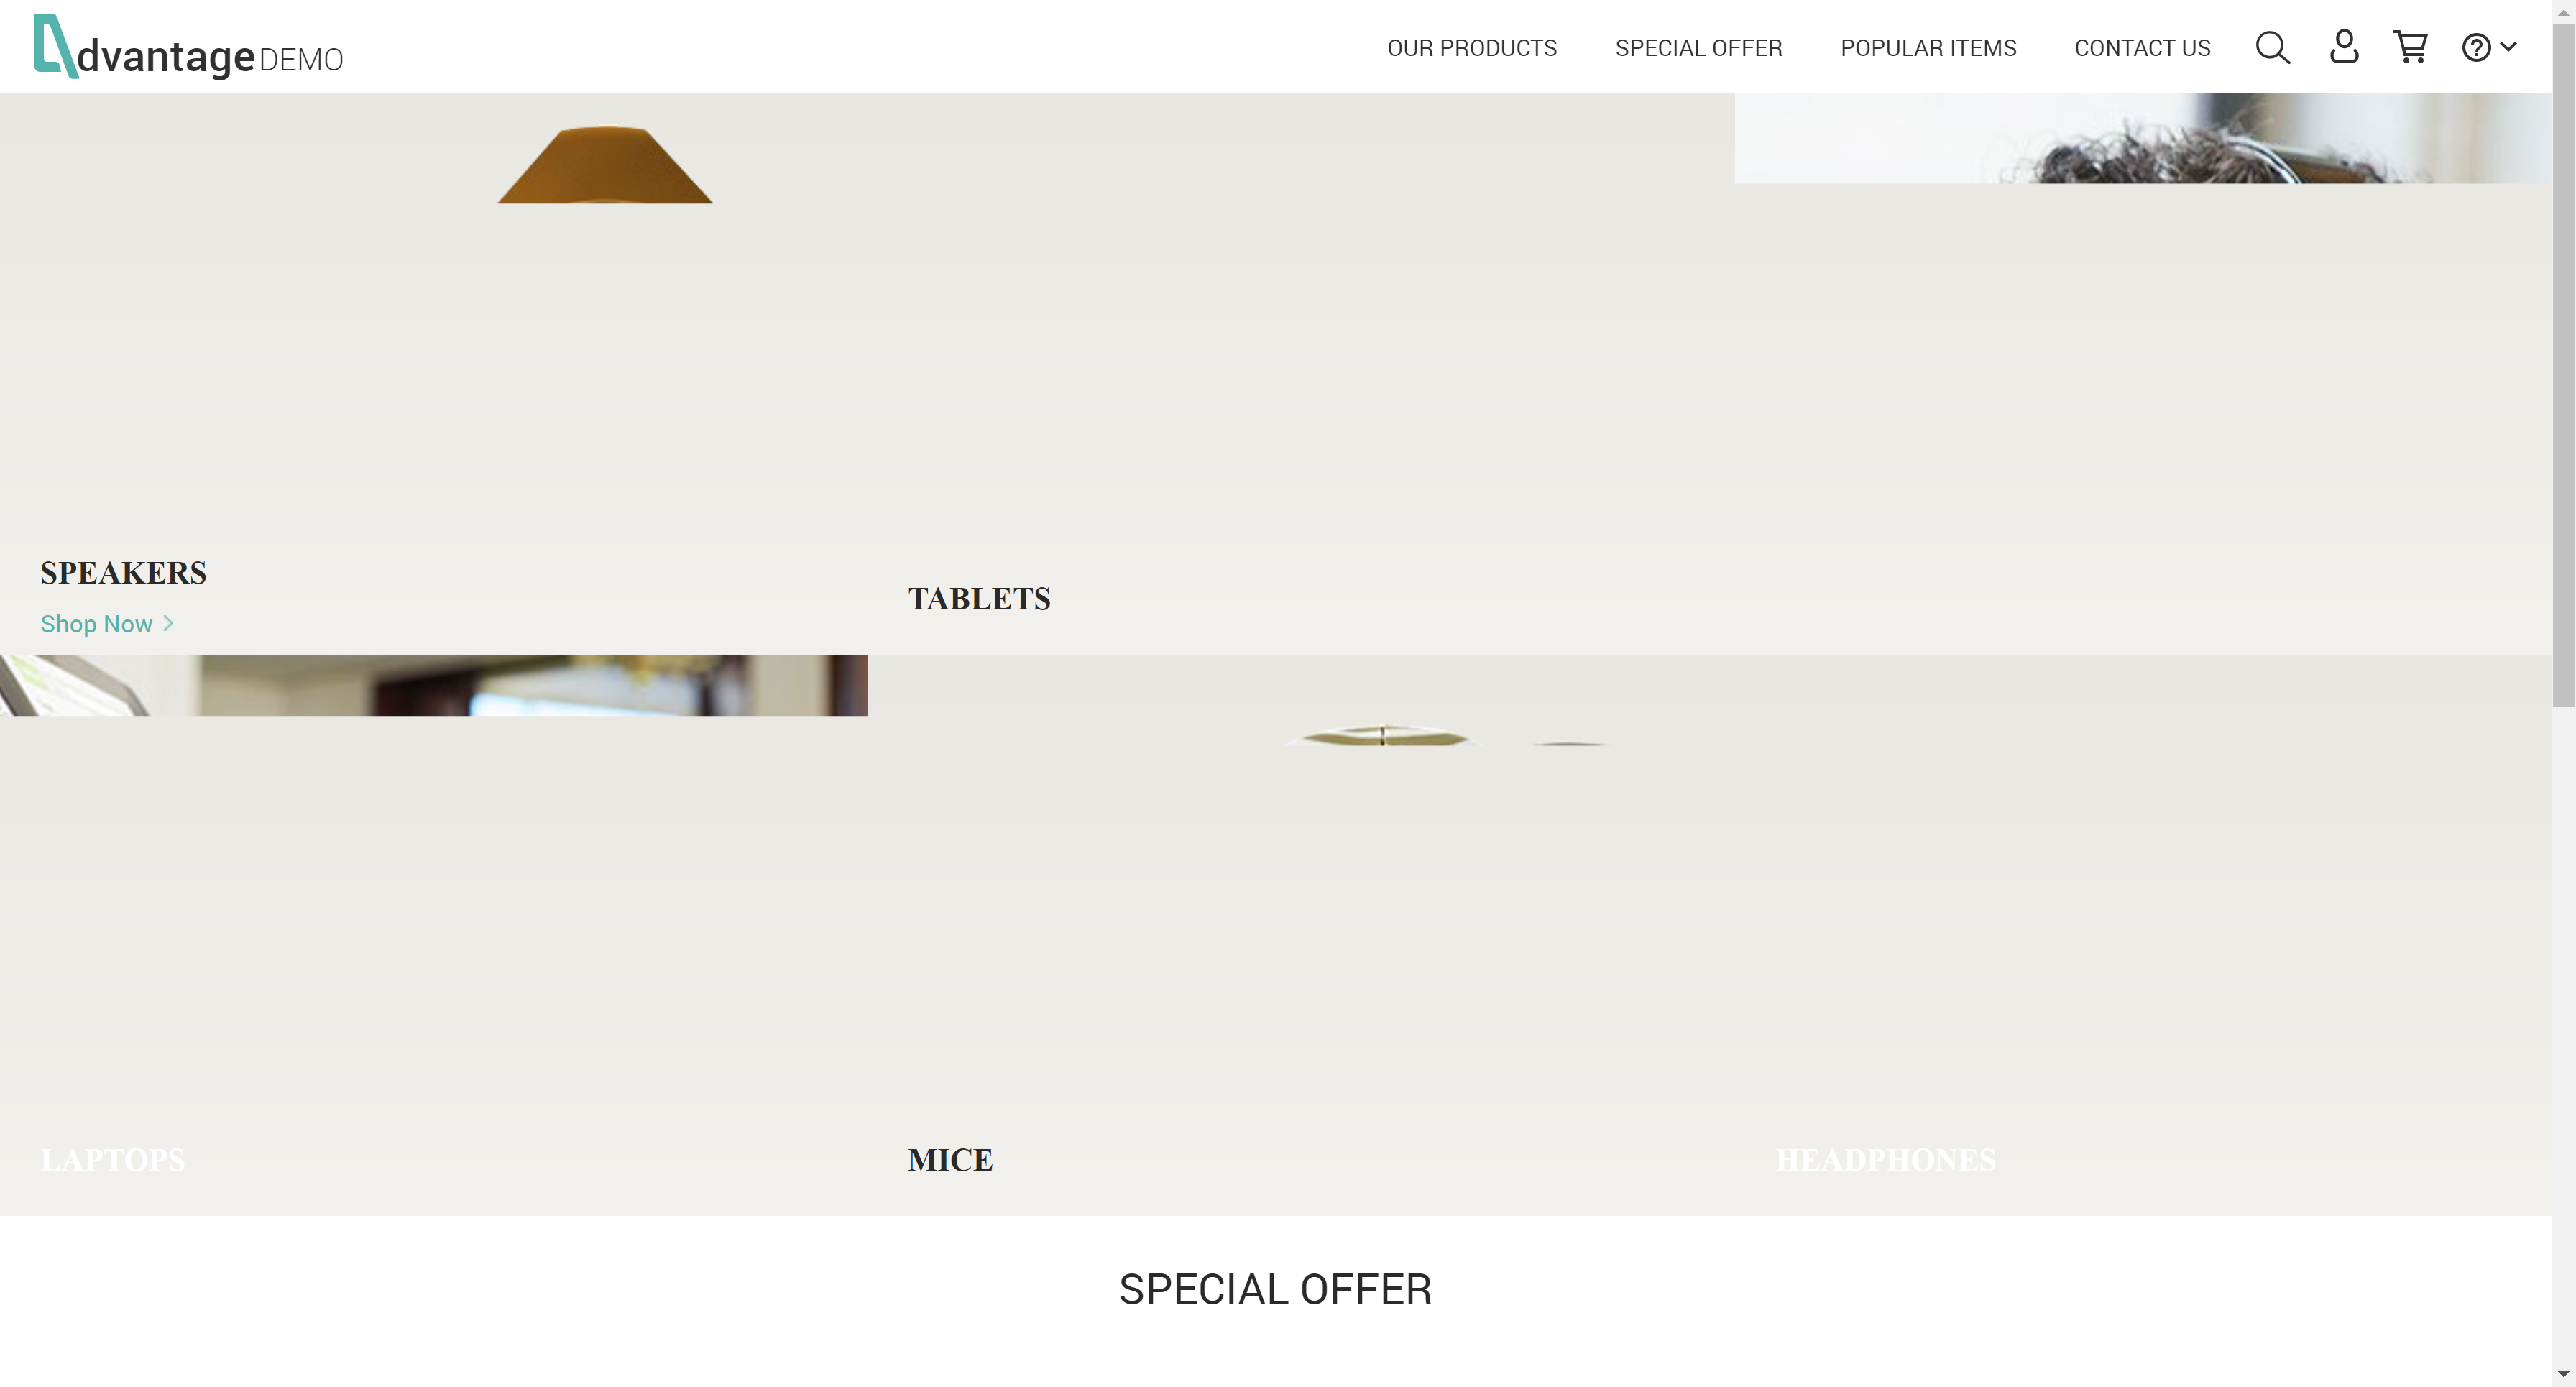 dvantage DEMO
OUR PRODUCTS
SPECIAL OFFER
POPULAR ITEMS
CONTACT US
SPEAKERS
Shop Now
TABLETS
LAPTOPS
MICE
HEADPHONES
SPECIAL OFFER